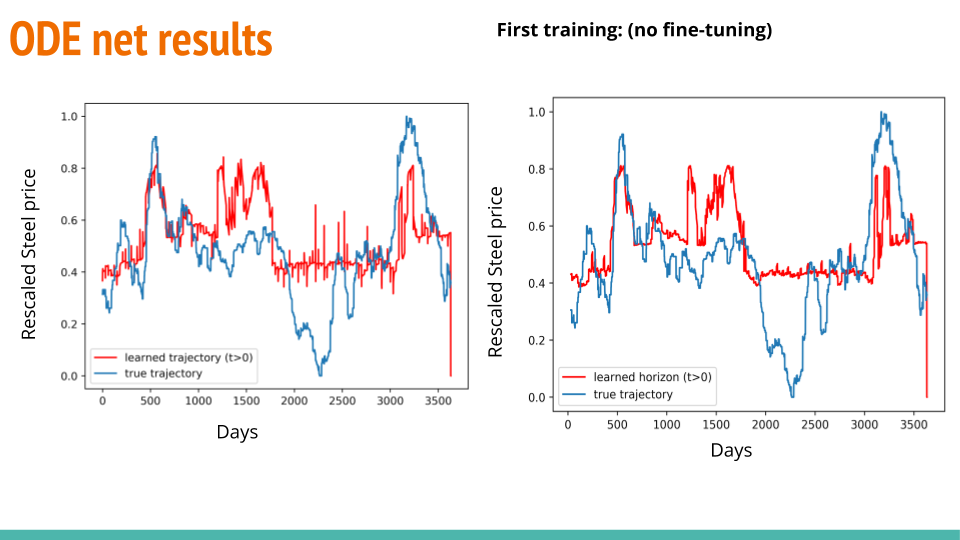 ODE net results
First training: (no fine-tuning)
Rescaled Steel price
1.0
0.8
0.6
0.4
0.2
0.0
learned trajectory (t>0)
true trajectory
0 500 1000 1500 2000 2500 3000 3500
Days
Rescaled Steel price
1.0
0.8
0.6
0.4
0.2
0.0
learned horizon (t>0)
true trajectory
0 500 1000 1500 2000 2500 3000 3500
Days